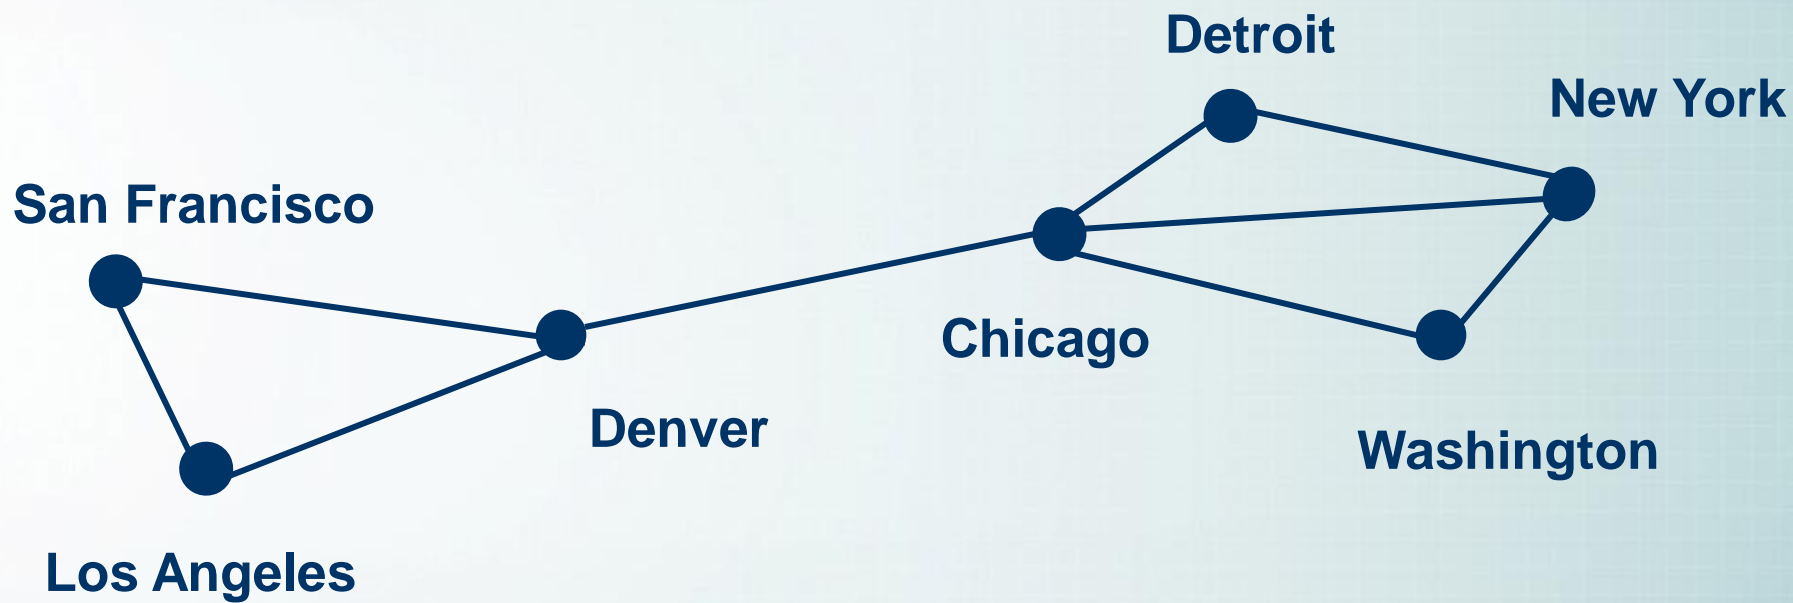 Detroit
New York
San Francisco
Chicago
Denver
Washington
Los Angeles